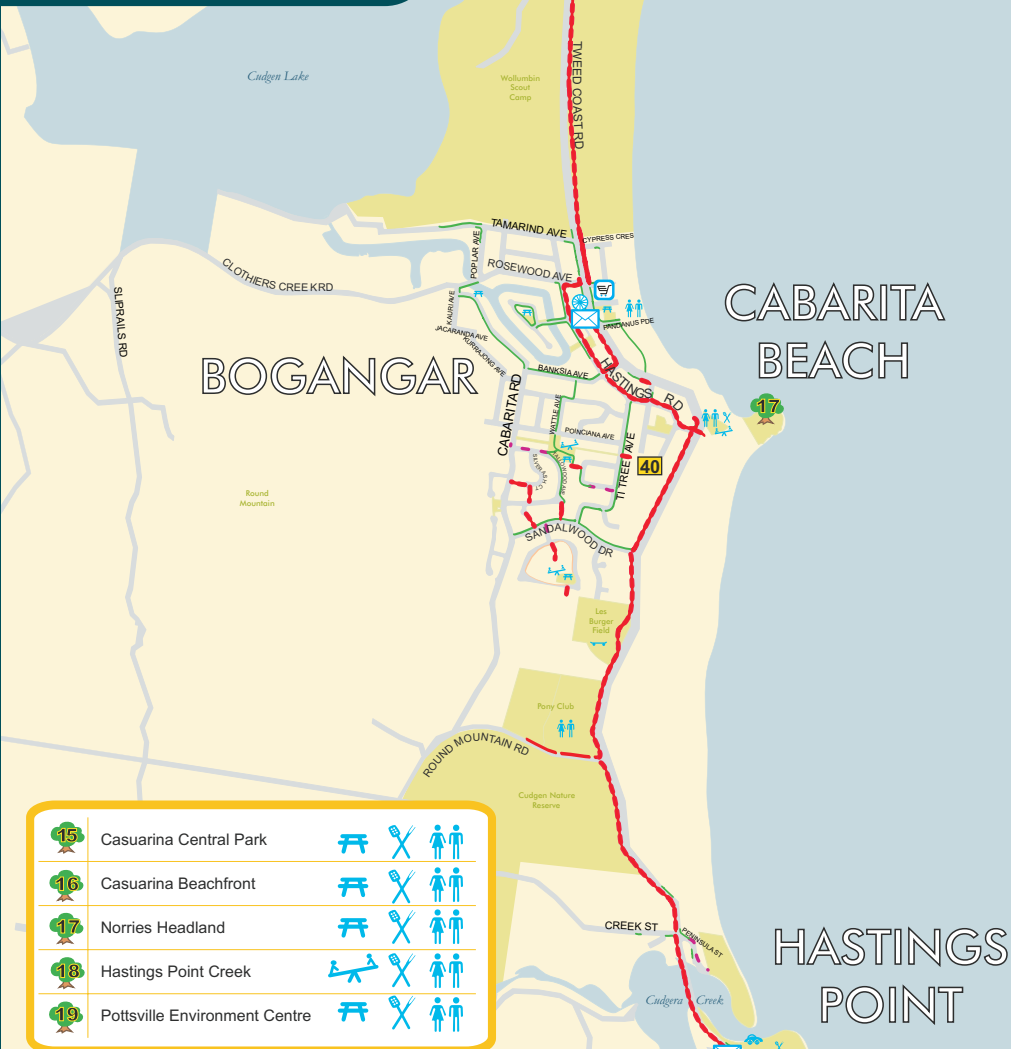 Cudgen Lake
Wollumbin
Scout
Camp
TWEED COAST RD
TAMARIND AVE
CYPRESS CRES
POPLAR AVE
ROSEWOOD AVE
CLOTHIERS CREEK RD
SLIPRAILS RD
KAURI AVE
JACARANDA AVE
KURRAJONG AVE
PANDANUS PDE
CABARITA
BEACH
BOGANGAR
HASTINGS RD
BANKSIA AVE
CABARITA RD
WATTLE AVE
17
POINCIANA AVE
TI TREE AVE
40
SILVER ASH CT
SANDALWOOD DR
Round
Mountain
Les
Burger
Field
Pony Club
ROUND MOUNTAIN RD
Cudgen Nature
Reserve
15 Casuarina Central Park
16 Casuarina Beachfront
17 Norries Headland
18 Hastings Point Creek
19 Pottsville Environment Centre
CREEK ST
PENINSULA ST
HASTINGS
POINT
Cudgera Creek